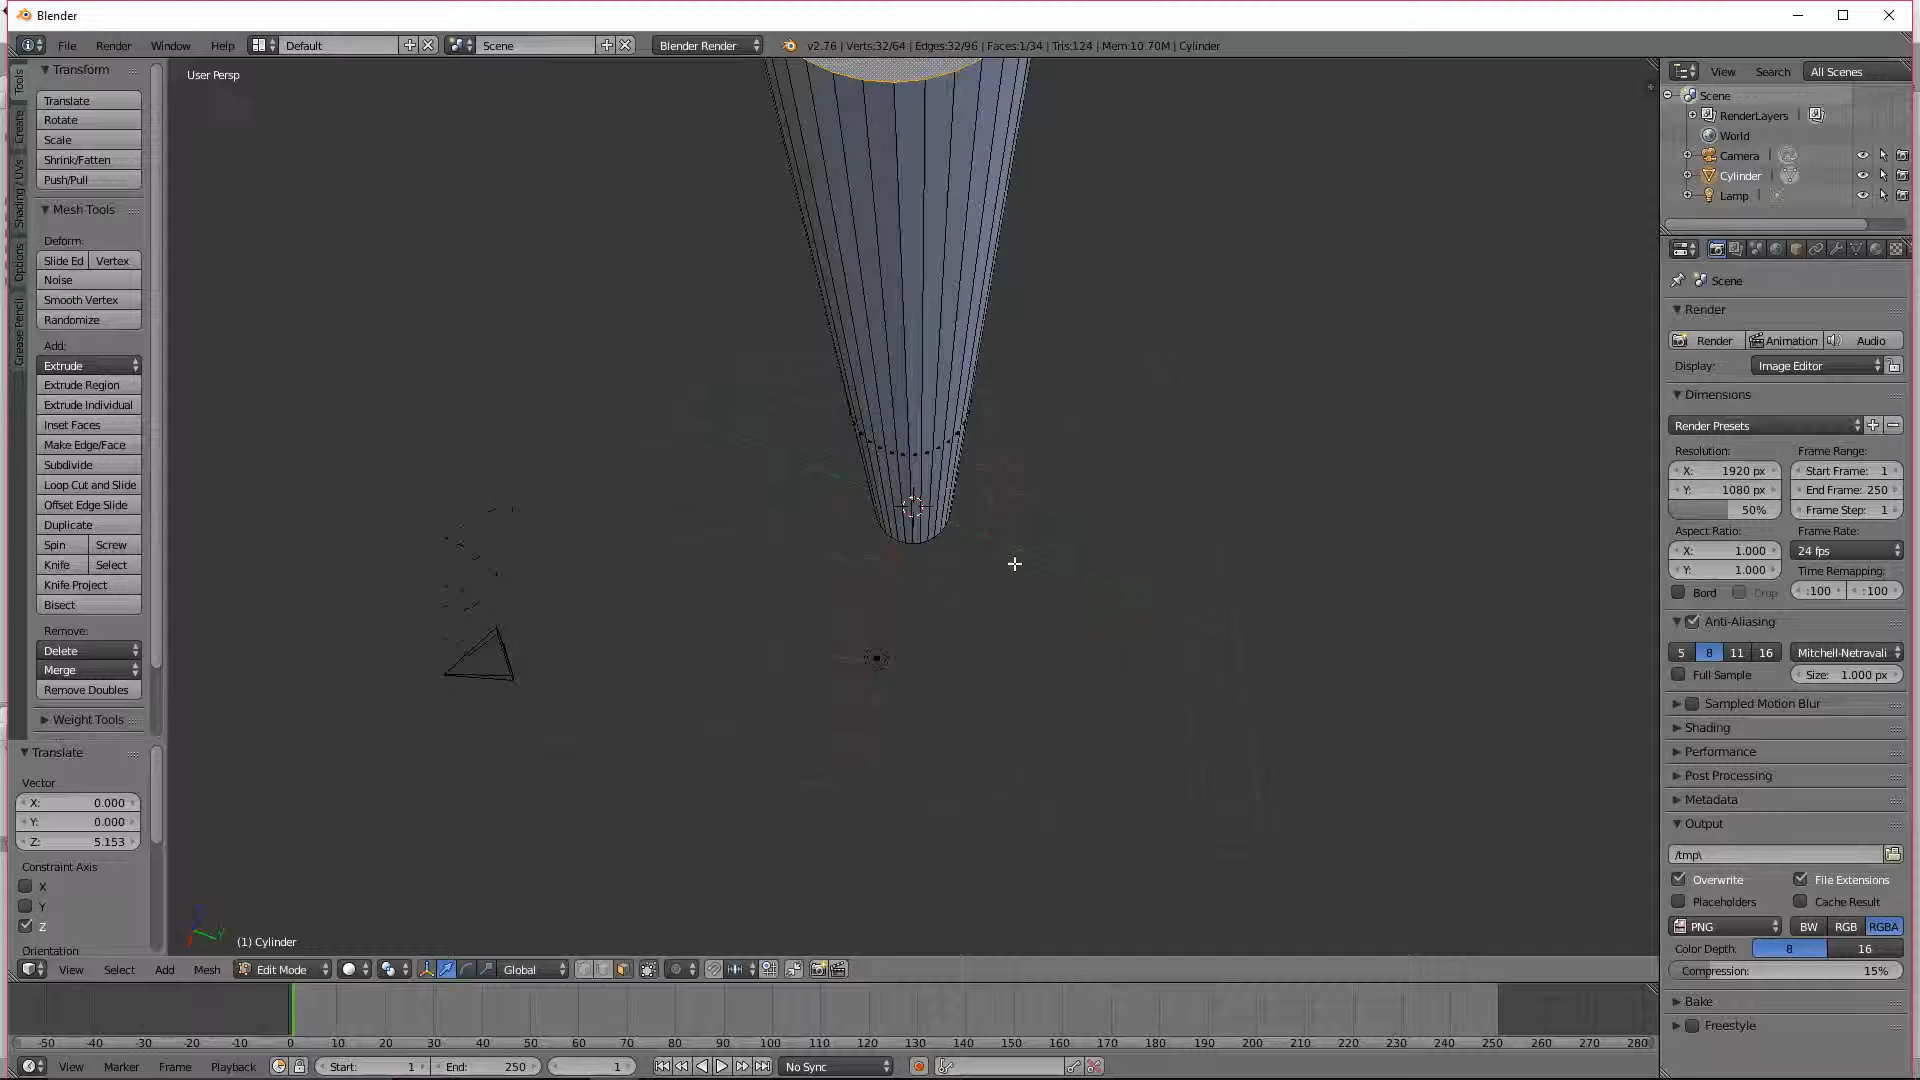 Blender
File Render Window Help Default Scene Blender Render v2.76 | Verts:32/64 | Edges:32/96 | Faces:1/34 | Tris:124 | Mem:10.70M | Cylinder
Tools
Create
Shading / UVs
Options
Grease Pencil
Transform
Translate
Rotate
Scale
Shrink/Fatten
Push/Pull
Mesh Tools
Deform:
Slide Ed Vertex
Noise
Smooth Vertex
Randomize
Add:
Extrude
Extrude Region
Extrude Individual
Inset Faces
Make Edge/Face
Subdivide
Loop Cut and Slide
Offset Edge Slide
Duplicate
Spin Screw
Knife Select
Knife Project
Bisect
Remove:
Delete
Merge
Remove Doubles
Weight Tools
Translate
Vector
X: 0.000
Y: 0.000
Z: 5.153
Constraint Axis
X
Y
Z
Orientation
User Persp
(1) Cylinder
View Select Add Mesh Edit Mode Global
View Search All Scenes
Scene
RenderLayers
World
Camera
Cylinder
Lamp
Scene
Render
Render Animation Audio
Display: Image Editor
Dimensions
Render Presets
Resolution: Frame Range:
X: 1920 px Start Frame: 1
Y: 1080 px End Frame: 250
50% Frame Step: 1
Aspect Ratio: Frame Rate:
X: 1.000 24 fps
Y: 1.000 Time Remapping:
Bord Crop :100 :100
Anti-Aliasing
5 8 11 16 Mitchell-Netravali
Full Sample Size: 1.000 px
Sampled Motion Blur
Shading
Performance
Post Processing
Metadata
Output
/tmp\
Overwrite File Extensions
Placeholders Cache Result
PNG BW RGB RGBA
Color Depth: 8 16
Compression: 15%
Bake
Freestyle
-50 -40 -30 -20 -10 0 10 20 30 40 50 60 70 80 90 100 110 120 130 140 150 160 170 180 190 200 210 220 230 240 250 260 270 280
View Marker Frame Playback Start: 1 End: 250 1 No Sync